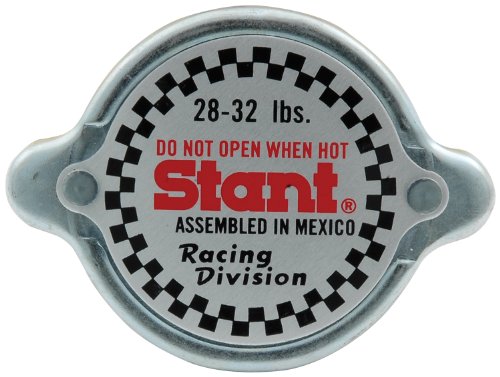 28-32 lbs.
DO NOT OPEN WHEN HOT
Stant®
ASSEMBLED IN MEXICO
Racing
Division